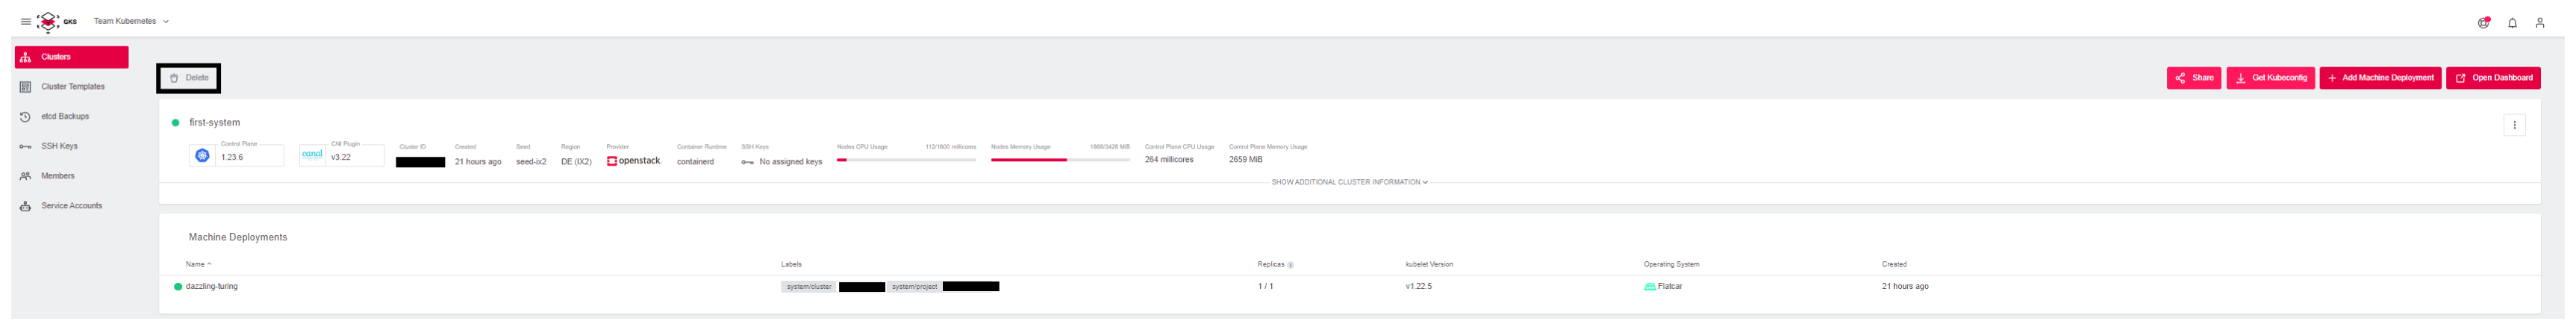 GKS Team Kubernetes
Clusters
Cluster Templates
etcd Backups
SSH Keys
Members
Service Accounts
Delete
Share Get Kubeconfig Add Machine Deployment Open Dashboard
first-system
Control Plane CNI Plugin Cluster ID Created Seed Region Provider Container Runtime SSH Keys Nodes CPU Usage 112/1600 millicores Nodes Memory Usage 1866/3428 MiB Control Plane CPU Usage Control Plane Memory Usage
1.23.6 canal v3.22 21 hours ago seed-ix2 DE (IX2) openstack. containerd No assigned keys 264 millicores 2659 MiB
SHOW ADDITIONAL CLUSTER INFORMATION
Machine Deployments
Name Labels Replicas kubelet Version Operating System Created
dazzling-turing system/cluster system/project 1 / 1 v1.22.5 Flatcar 21 hours ago